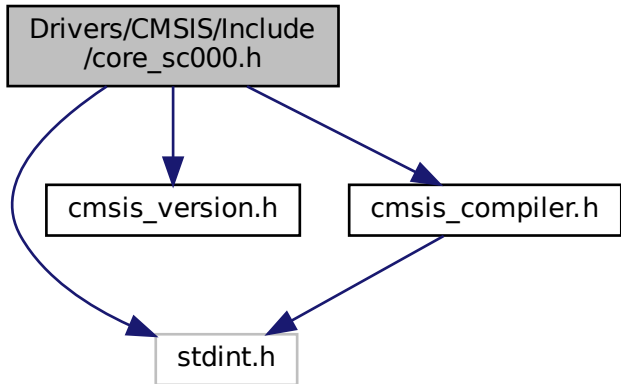 Drivers/CMSIS/Include
/core_sc000.h
cmsis_version.h
cmsis_compiler.h
stdint.h